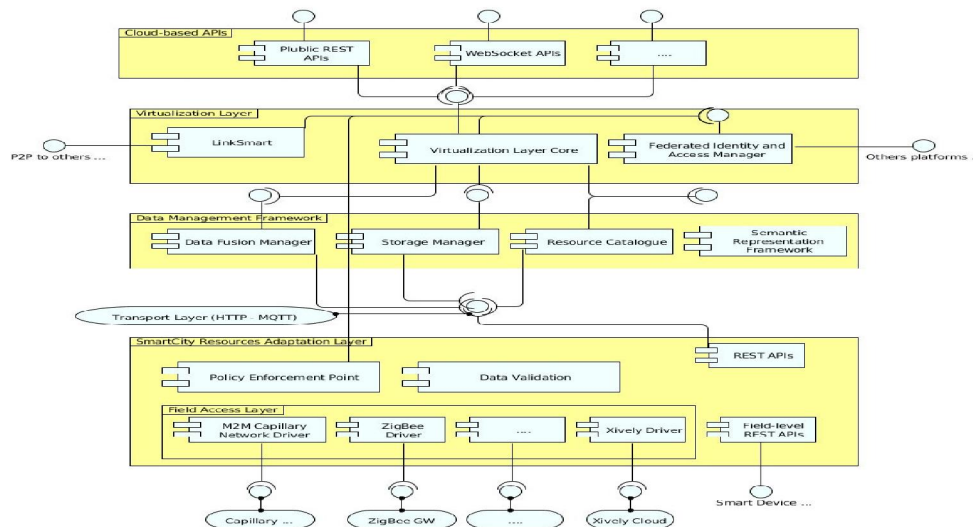 Cloud-based APIs
Plublic REST
APIs
WebSocket APIs
....
Virtualization Layer
LinkSmart
Virtualization Layer Core
Federated Identity and
Access Manager
P2P to others ...
Others platforms .
Data Managerment Framework
Data Fusion Manager
Storage Manager
Resource Catalogue
Semantic
Representation
Framework
Transport Layer (HTTP - MQTT)
SmartCity Resources Adaptation Layer
REST APIs
Policy Enforcement Point
Data Validation
Field Access Layer
M2M Capillary
Network Driver
ZigBee
Driver
....
Xively Driver
Field-level
REST APIs
Smart Device ...
Capillary ...
ZigBee GW
....
Xively Cloud